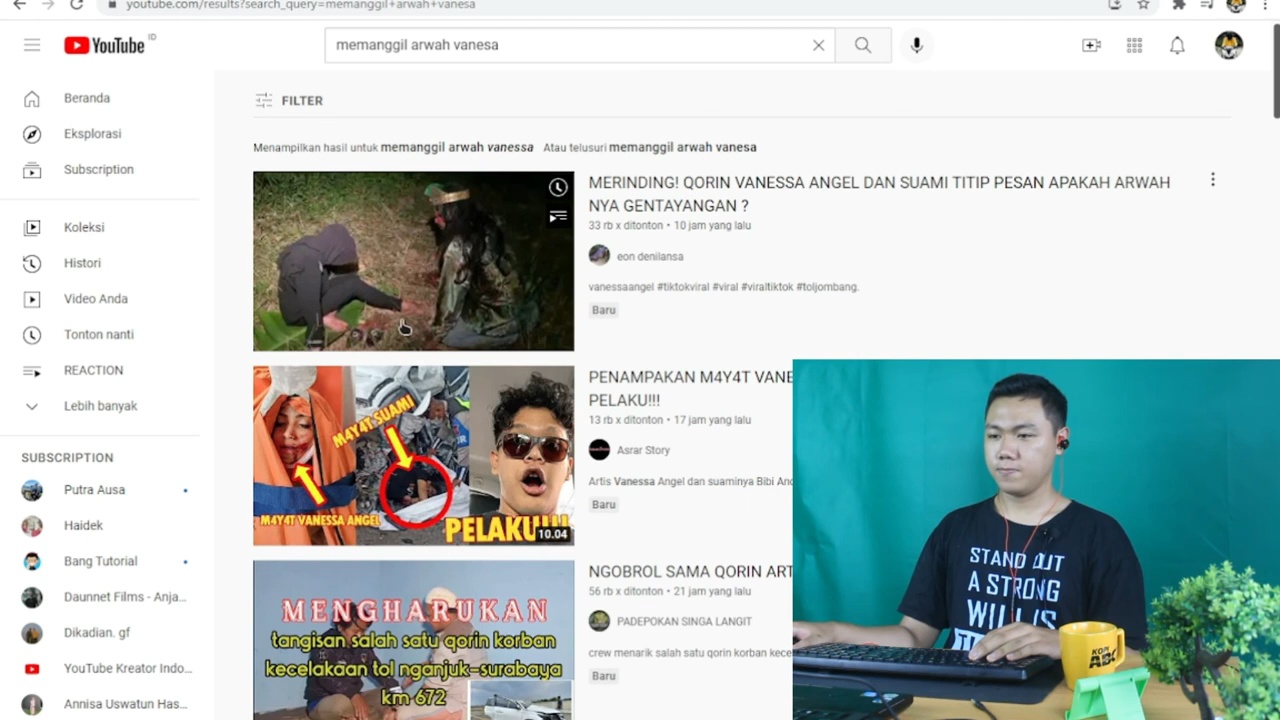 youtube.com/results?search_query=memanggil+arwah+vanesa
YouTube ID
memanggil arwah vanesa
Beranda
Eksplorasi
Subscription
Koleksi
Histori
Video Anda
Tonton nanti
REACTION
Lebih banyak
SUBSCRIPTION
Putra Ausa
Haidek
Bang Tutorial
Daunnet Films - Anja...
Dikadian. gf
YouTube Kreator Indo...
Annisa Uswatun Has...
FILTER
Menampilkan hasil untuk memanggil arwah vanessa Atau telusuri memanggil arwah vanesa
MERINDING! QORIN VANESSA ANGEL DAN SUAMI TITIP PESAN APAKAH ARWAH
NYA GENTAYANGAN ?
33 rb x ditonton • 10 jam yang lalu
eon denilansa
vanessaangel #tiktokviral #viral #viraltiktok #toljombang.
Baru
M4Y4T SUAMI
M4Y4T VANESSA ANGEL
PELAKU!!!
10.04
PENAMPAKAN M4Y4T VANE
PELAKU!!!
13 rb x ditonton • 17 jam yang lalu
Asrar Story
Artis Vanessa Angel dan suaminya Bibi And
Baru
MENGHARUKAN
tangisan salah satu qorin korban
kecelakaan tol nganjuk-surabaya
km 672
NGOBROL SAMA QORIN ART
56 rb x ditonton • 21 jam yang lalu
PADEPOKAN SINGA LANGIT
crew menarik salah satu qorin korban kece
Baru
STAND OUT
A STRONG
WILL IS
KOPI
ABC